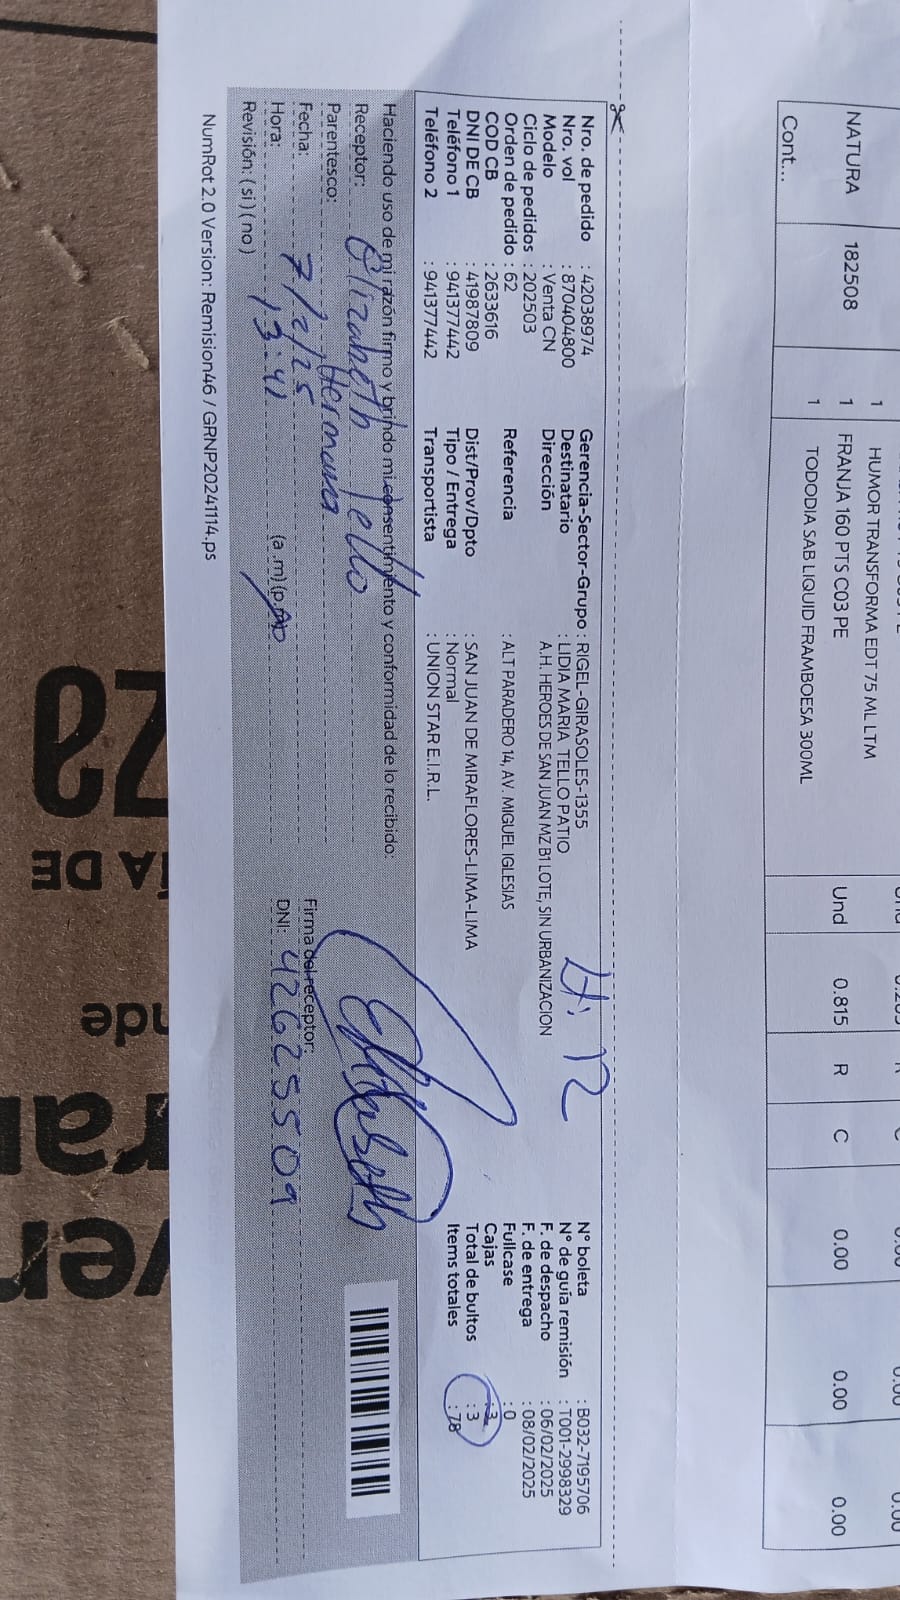 HUMOR TRANSFORMA EDT 75 ML LTM
1
NATURA 182508 1 FRANJA 160 PTS C03 PE Und 0.815 R C 0.00 0.00 0.00
1 TODODIA SAB LIQUID FRAMBOESA 300ML
Cont...
Nro. de pedido : 42038974 Gerencia-Sector-Grupo : RIGEL-GIRASOLES-1355 N° boleta : B032-7195706
Nro. vol : 870404800 Destinatario : LIDIA MARIA TELLO PATIO N° de guía remisión : T001-2998329
Modelo : Venta CN Dirección A.H. HEROES DE SAN JUAN MZ B1 LOTE, SIN URBANIZACION Lt. 12 F. de despacho : 06/02/2025
Ciclo de pedidos : 202503 F. de entrega : 08/02/2025
Orden de pedido : 62 Referencia : ALT PARADERO 14, AV. MIGUEL IGLESIAS Fullcase : 0
COD CB : 2633616 Cajas : 3
DNI DE CB : 41987809 Dist/Prov/Dpto : SAN JUAN DE MIRAFLORES-LIMA-LIMA Total de bultos : 3
Teléfono 1 : 941377442 Tipo / Entrega : Normal Items totales : 78
Teléfono 2 : 941377442 Transportista : UNION STAR E.I.R.L.
Haciendo uso de mi razón firmo y brindo mi consentimiento y conformidad de lo recibido:
Receptor: Elizabeth Tello
Parentesco: Hermana
Fecha: 7/2/25 Firma del receptor: Elizabeth
Hora: 13:41 (a.m)(p.m) DNI: 42625509
Revisión: ( si ) ( no )
NumRot 2.0 Version: Remision46 / GRNP20241114.ps
za
ÍA DE
nde